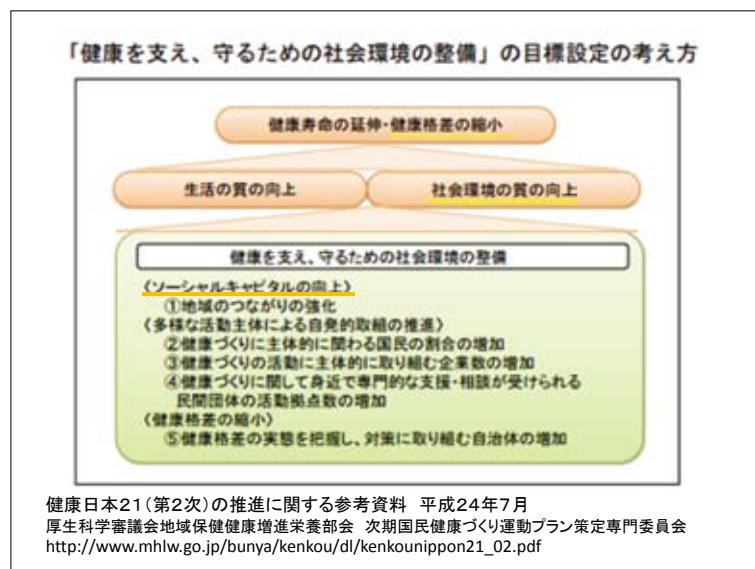 「健康を支え、守るための社会環境の整備」の目標設定の考え方
健康寿命の延伸・健康格差の縮小
生活の質の向上
社会環境の質の向上
健康を支え、守るための社会環境の整備
〈ソーシャルキャピタルの向上〉
①地域のつながりの強化
〈多様な活動主体による自発的取組の推進〉
②健康づくりに主体的に関わる国民の割合の増加
③健康づくりの活動に主体的に取り組む企業数の増加
④健康づくりに関して身近で専門的な支援・相談が受けられる
民間団体の活動拠点数の増加
〈健康格差の縮小〉
⑤健康格差の実態を把握し、対策に取り組む自治体の増加
健康日本21(第2次)の推進に関する参考資料 平成24年7月
厚生科学審議会地域保健健康増進栄養部会 次期国民健康づくり運動プラン策定専門委員会
http://www.mhlw.go.jp/bunya/kenkou/dl/kenkounippon21_02.pdf